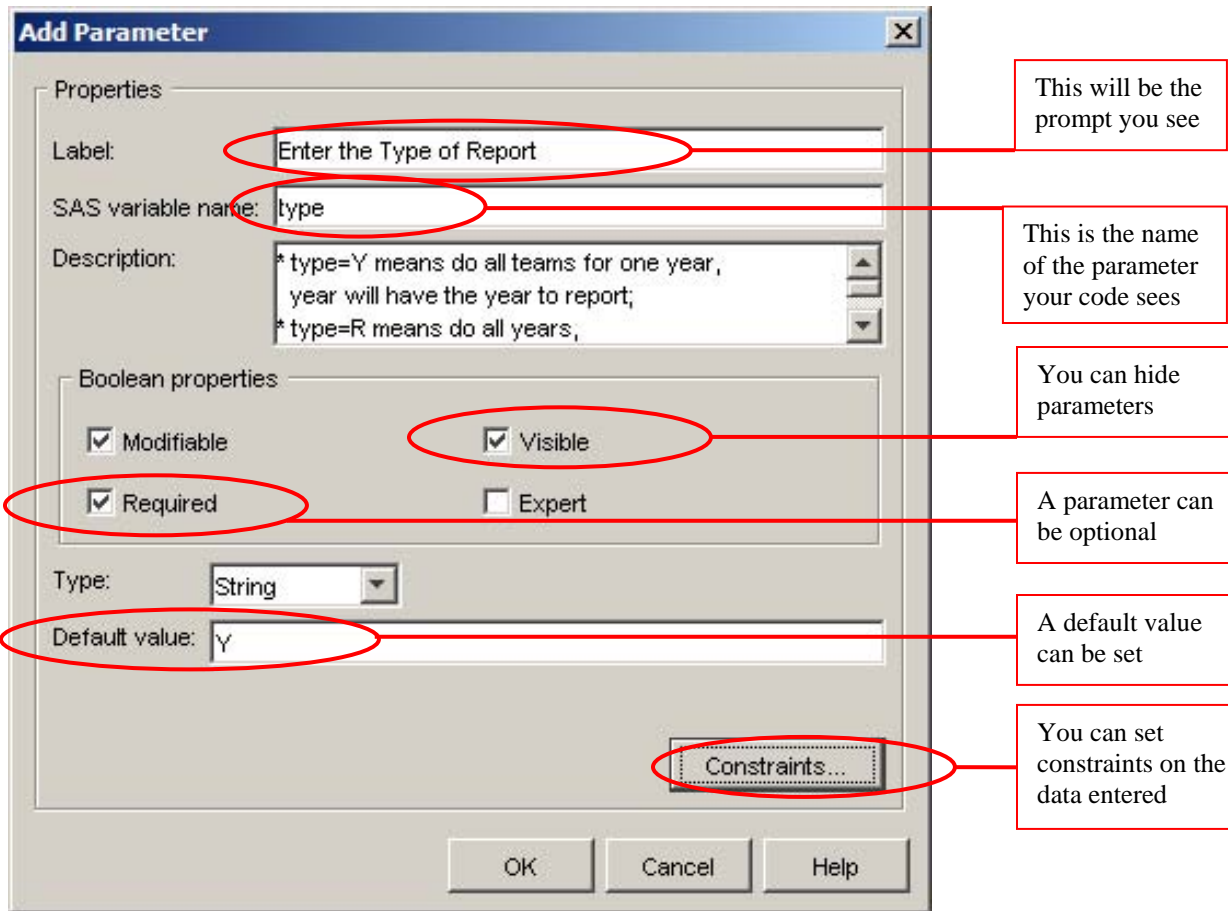 Add Parameter
Properties
This will be the
prompt you see
Label:
Enter the Type of Report
SAS variable name:
type
This is the name
of the parameter
your code sees
Description:
* type=Y means do all teams for one year,
year will have the year to report;
* type=R means do all years,
Boolean properties
You can hide
parameters
Modifiable
Visible
Required
Expert
A parameter can
be optional
Type:
String
Default value:
Y
A default value
can be set
Constraints...
You can set
constraints on the
data entered
OK
Cancel
Help